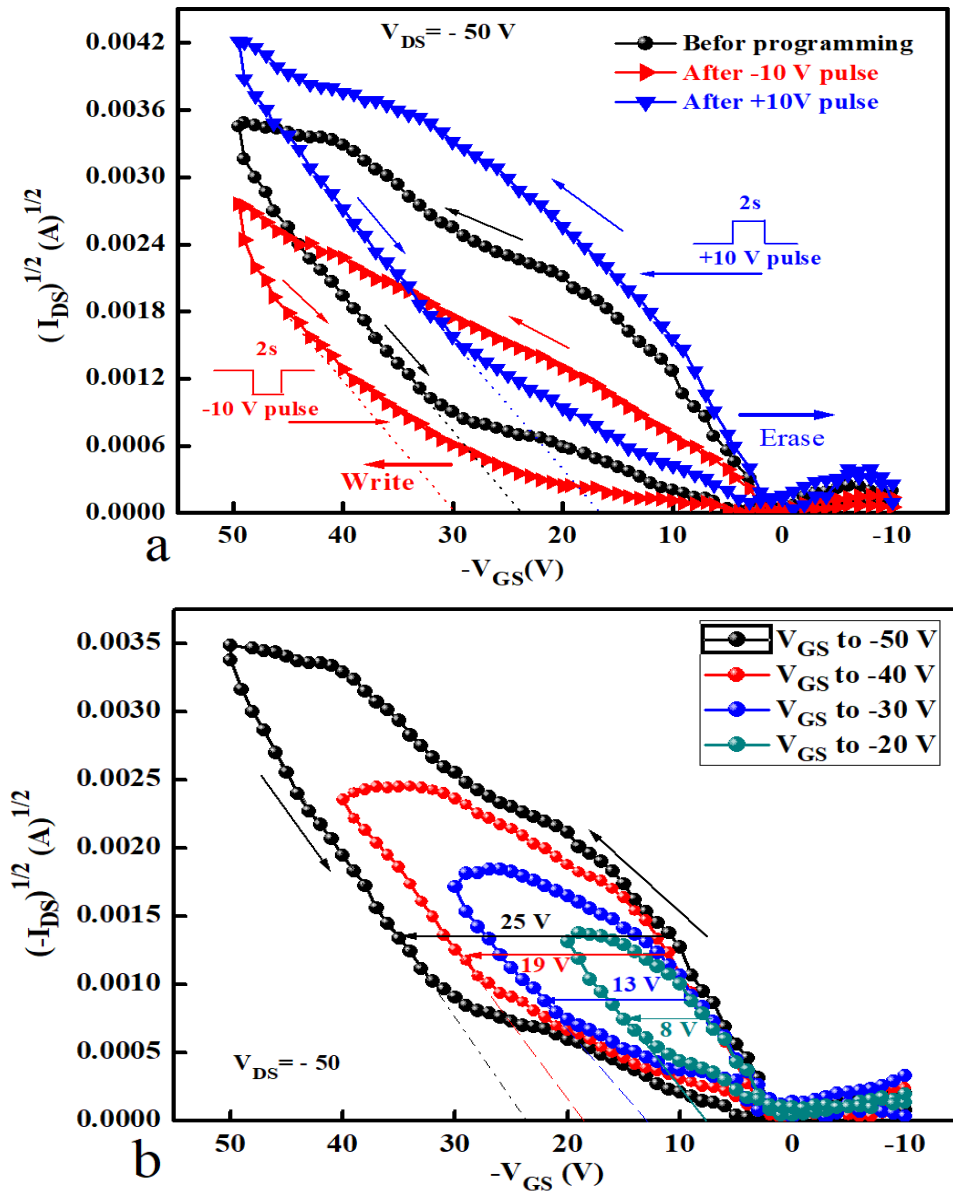 V_DS= - 50 V
Befor programming
After -10 V pulse
After +10V pulse
0.0042
0.0036
0.0030
0.0024
0.0018
0.0012
0.0006
0.0000
( I_DS)^1/2 (A)^1/2
2s
+10 V pulse
2s
-10 V pulse
Write
Erase
50 40 30 20 10 0 -10
-V_GS(V)
a
0.0035
0.0030
0.0025
0.0020
0.0015
0.0010
0.0005
0.0000
(-I_DS)^1/2 (A)^1/2
V_GS to -50 V
V_GS to -40 V
V_GS to -30 V
V_GS to -20 V
25 V
19 V
13 V
8 V
V_DS= - 50
50 40 30 20 10 0 -10
-V_GS (V)
b